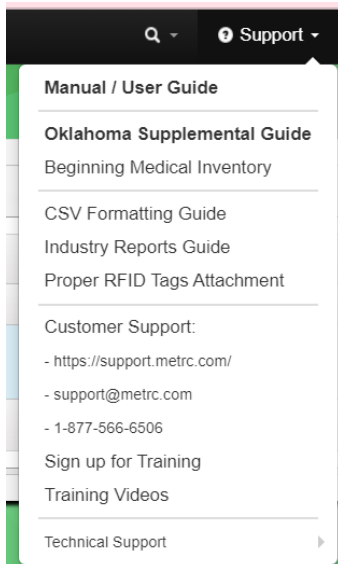 Support
Manual / User Guide
Oklahoma Supplemental Guide
Beginning Medical Inventory
CSV Formatting Guide
Industry Reports Guide
Proper RFID Tags Attachment
Customer Support:
- https://support.metrc.com/
- support@metrc.com
- 1-877-566-6506
Sign up for Training
Training Videos
Technical Support